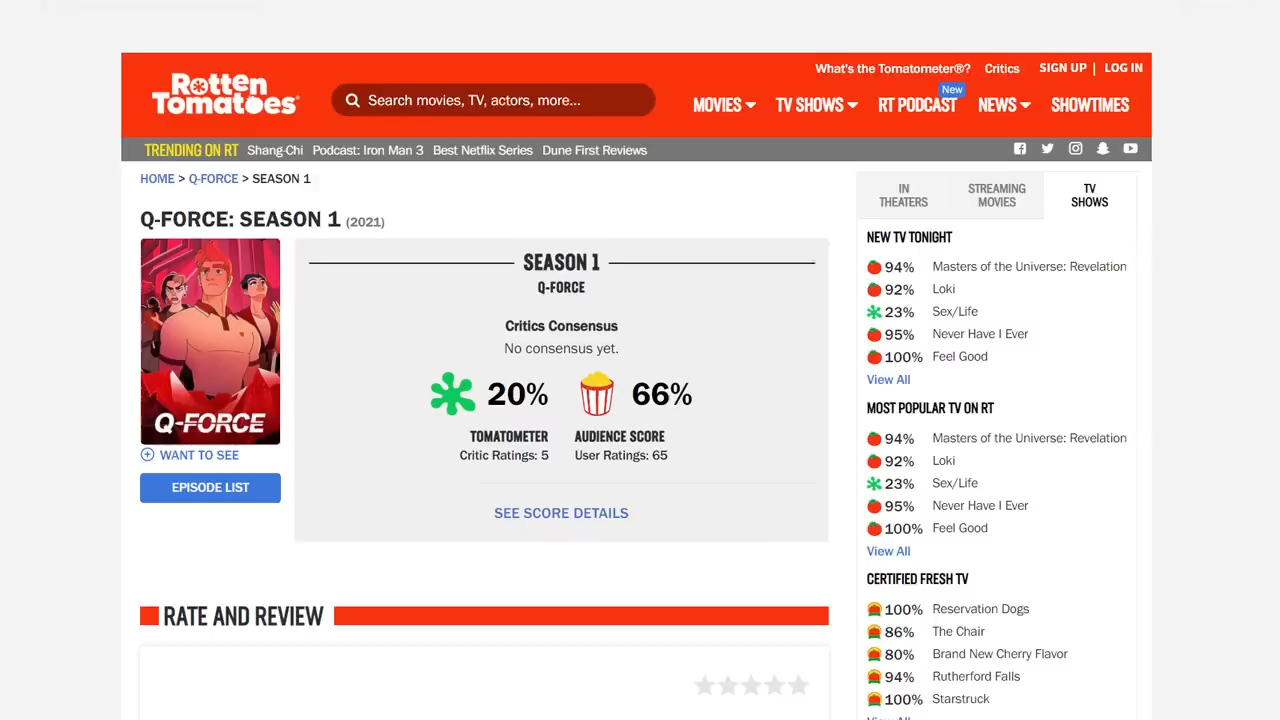 What's the Tomatometer®? Critics SIGN UP | LOG IN
Rotten
Tomatoes
Search movies, TV, actors, more...
New
MOVIES TV SHOWS RT PODCAST NEWS SHOWTIMES
TRENDING ON RT Shang-Chi Podcast: Iron Man 3 Best Netflix Series Dune First Reviews
HOME > Q-FORCE > SEASON 1
Q-FORCE: SEASON 1 (2021)
Q-FORCE
WANT TO SEE
EPISODE LIST
SEASON 1
Q-FORCE
Critics Consensus
No consensus yet.
20% 66%
TOMATOMETER AUDIENCE SCORE
Critic Ratings: 5 User Ratings: 65
SEE SCORE DETAILS
RATE AND REVIEW
IN THEATERS
STREAMING MOVIES
TV SHOWS
NEW TV TONIGHT
94% Masters of the Universe: Revelation
92% Loki
23% Sex/Life
95% Never Have I Ever
100% Feel Good
View All
MOST POPULAR TV ON RT
94% Masters of the Universe: Revelation
92% Loki
23% Sex/Life
95% Never Have I Ever
100% Feel Good
View All
CERTIFIED FRESH TV
100% Reservation Dogs
86% The Chair
80% Brand New Cherry Flavor
94% Rutherford Falls
100% Starstruck
View All